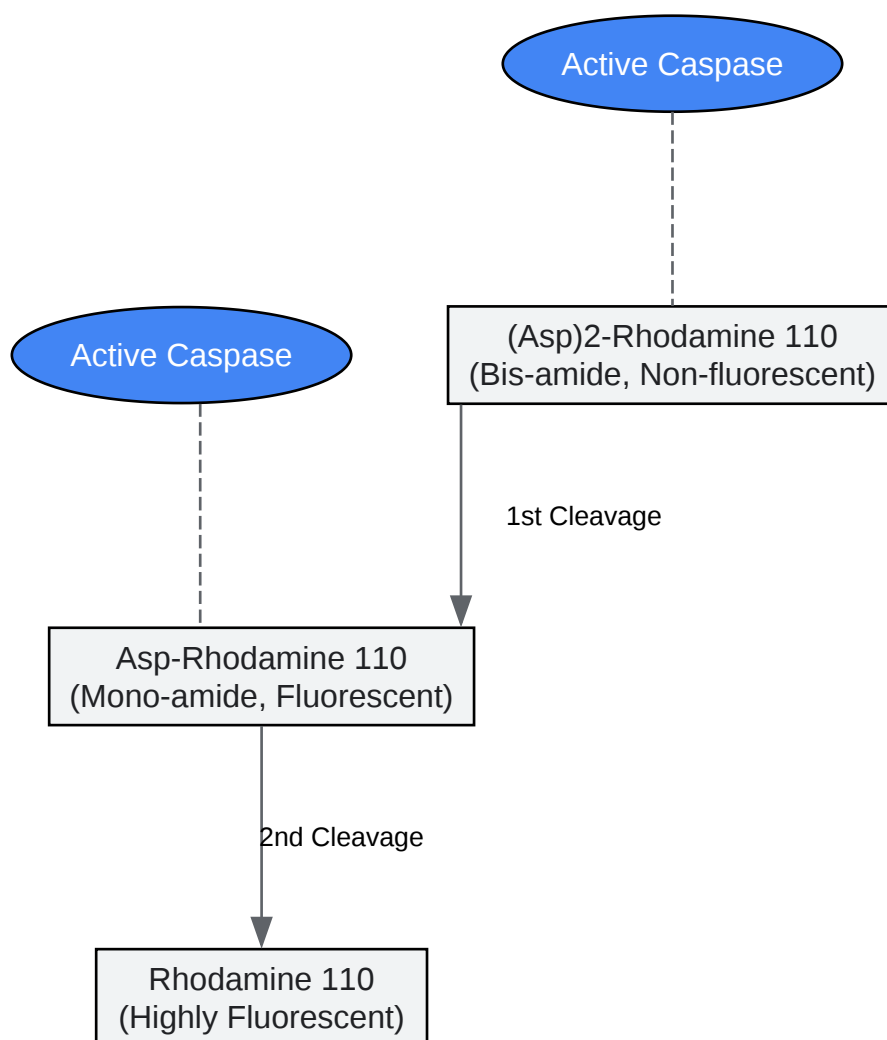 Active Caspase
(Asp)2-Rhodamine 110
(Bis-amide, Non-fluorescent)
Active Caspase
1st Cleavage
Asp-Rhodamine 110
(Mono-amide, Fluorescent)
2nd Cleavage
Rhodamine 110
(Highly Fluorescent)